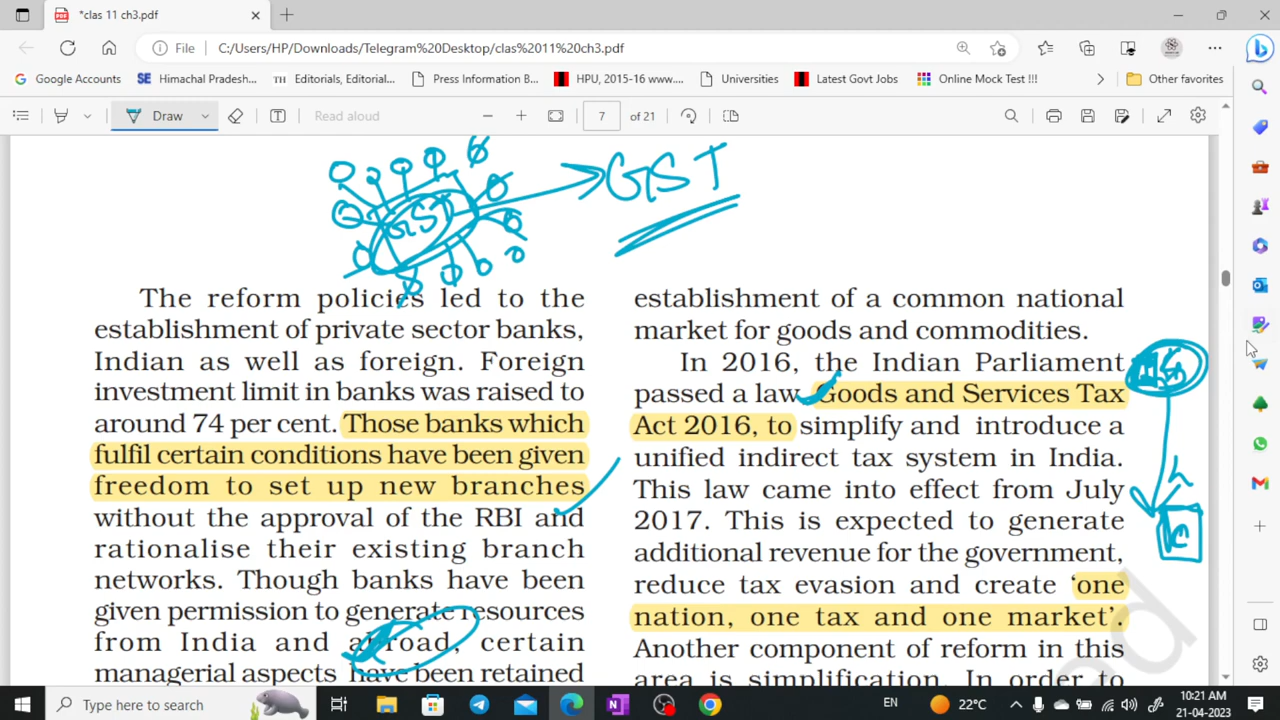 *clas 11 ch3.pdf
File C:/Users/HP/Downloads/Telegram%20Desktop/clas%2011%20ch3.pdf
Google Accounts SE Himachal Pradesh... TH Editorials, Editorial... Press Information B... HPU, 2015-16 www.... Universities Latest Govt Jobs Online Mock Test !!! Other favorites
Draw Read aloud 7 of 21
GST GST
The reform policies led to the
establishment of private sector banks,
Indian as well as foreign. Foreign
investment limit in banks was raised to
around 74 per cent. Those banks which
fulfil certain conditions have been given
freedom to set up new branches
without the approval of the RBI and
rationalise their existing branch
networks. Though banks have been
given permission to generate resources
from India and abroad, certain
managerial aspects have been retained
establishment of a common national
market for goods and commodities.
In 2016, the Indian Parliament
passed a law, Goods and Services Tax
Act 2016, to simplify and introduce a
unified indirect tax system in India.
This law came into effect from July
2017. This is expected to generate
additional revenue for the government,
reduce tax evasion and create ‘one
nation, one tax and one market’.
Another component of reform in this
area is simplification. In order to
Type here to search
EN 22°C 10:21 AM
21-04-2023